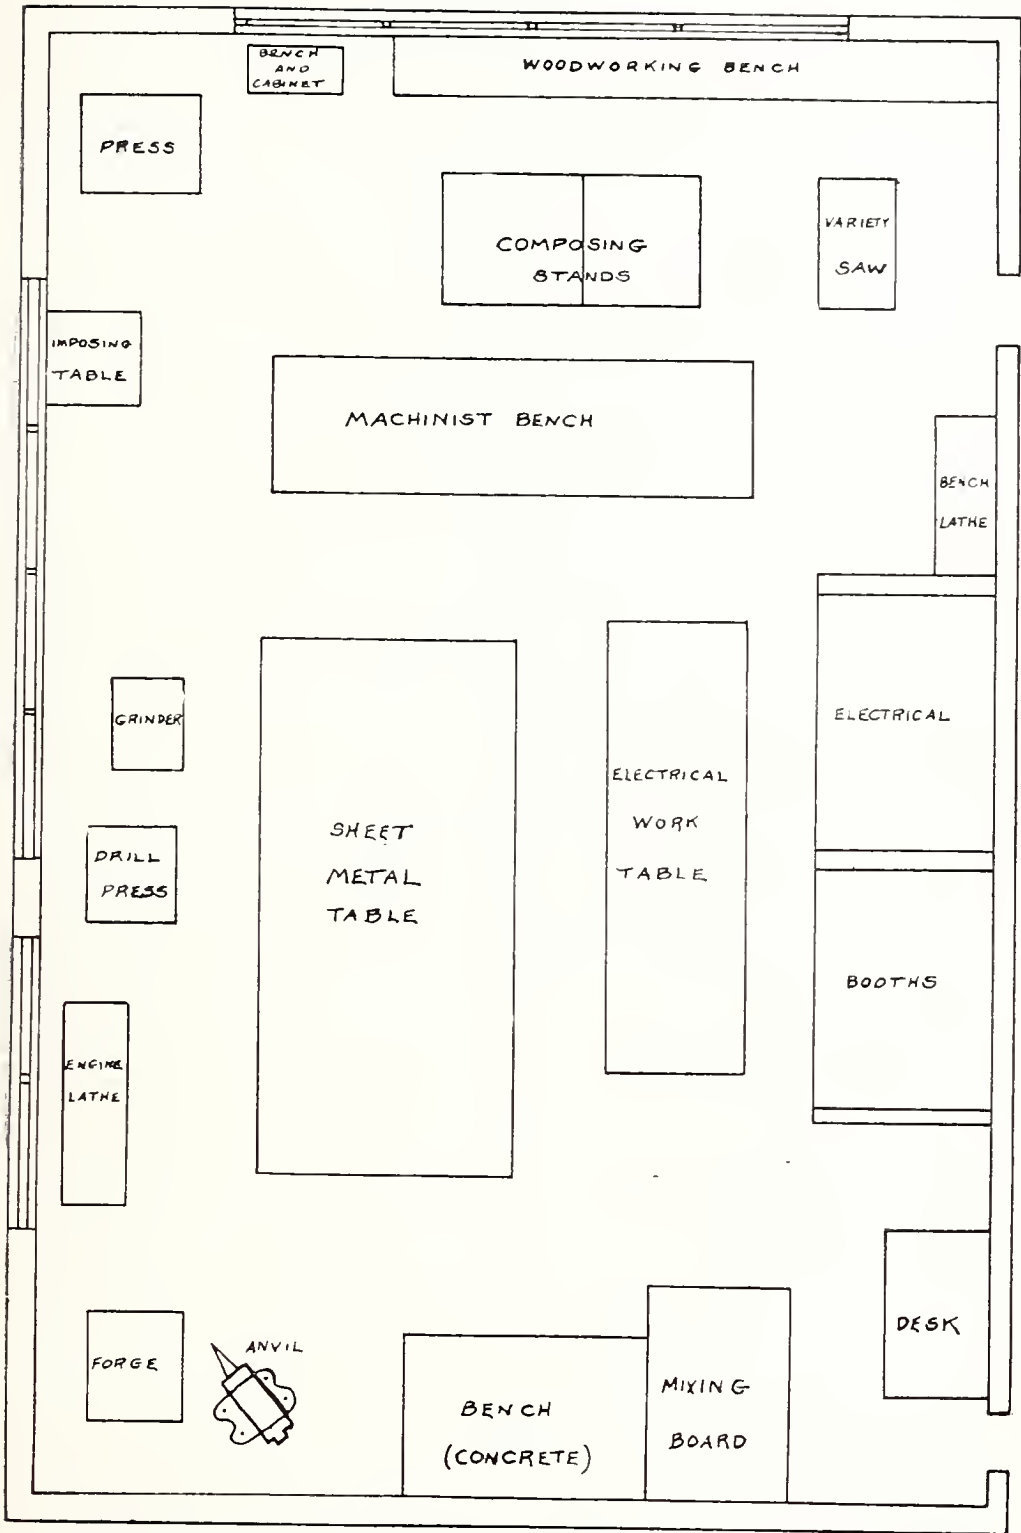 BENCH
AND
CABINET
WOODWORKING BENCH
PRESS
COMPOSING
STANDS
VARIETY
SAW
IMPOSING
TABLE
MACHINIST BENCH
BENCH
LATHE
GRINDER
ELECTRICAL
SHEET
METAL
TABLE
ELECTRICAL
WORK
TABLE
DRILL
PRESS
BOOTHS
ENGINE
LATHE
DESK
FORGE
ANVIL
BENCH
(CONCRETE)
MIXING
BOARD